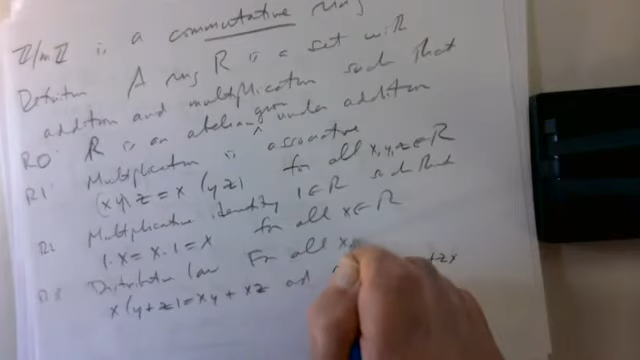 ℤ/mℤ is a commutative ring
Definition A ring R is a set with
addition and multiplication such that
R0: R is an abelian group under addition
R1: Multiplication is associative
(xy)z = x(yz) for all x,y,z ∈ R
R2 Multiplicative identity 1 ∈ R such that
1.x = x.1 = x for all x ∈ R
R3 Distributive law For all x,
x(y+z) = xy + xz and +zx